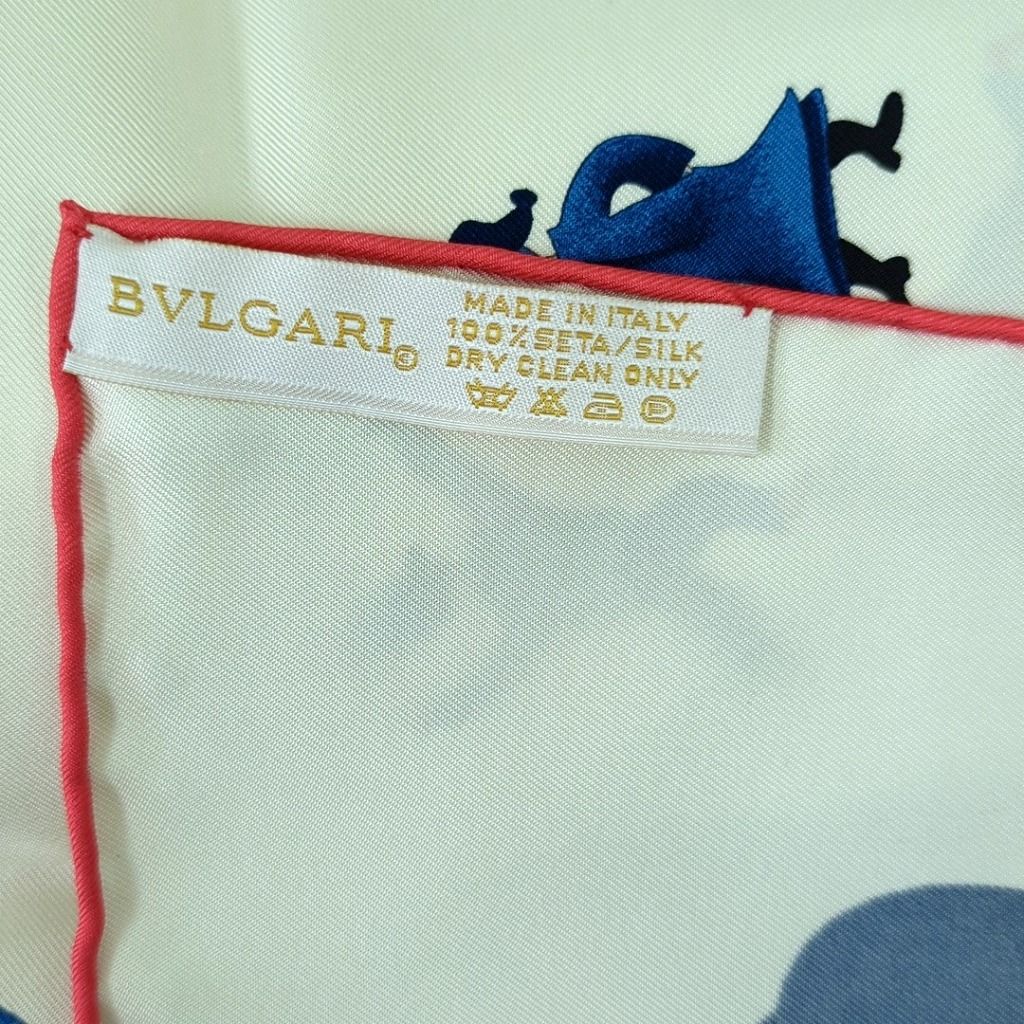 BVLGARI©
MADE IN ITALY
100% SETA/SILK
DRY CLEAN ONLY
P